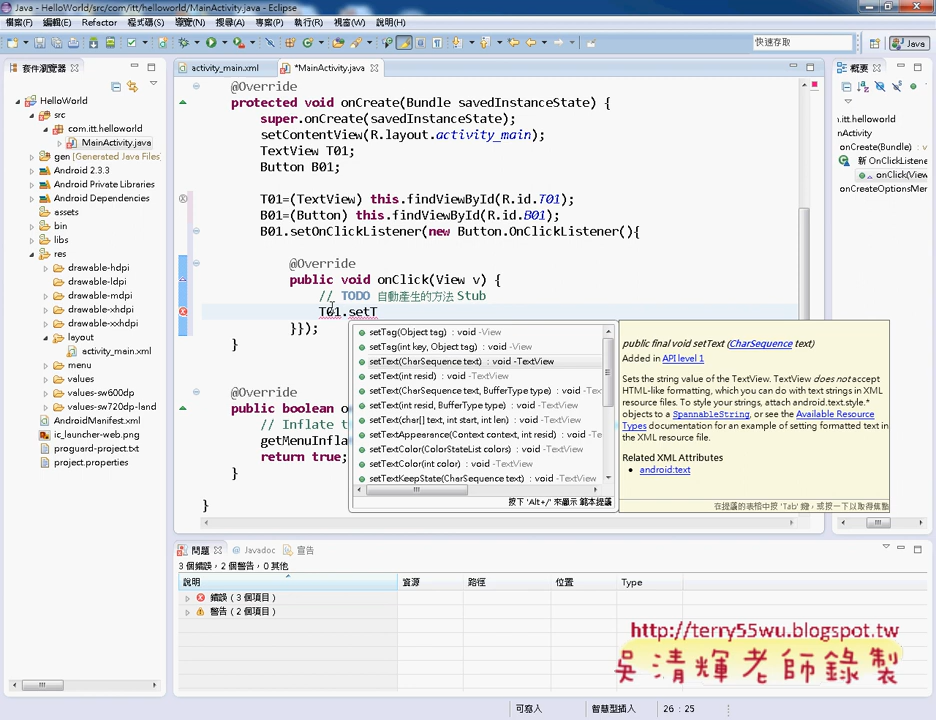 Java - HelloWorld/src/com/itt/helloworld/MainActivity.java - Eclipse
檔案(F) 編輯(E) Refactor 程式碼(S) 導覽(N) 搜尋(A) 專案(P) 執行(R) 視窗(W) 說明(H)
快速存取
Java
套件瀏覽器
HelloWorld
src
com.itt.helloworld
MainActivity.java
gen [Generated Java Files]
Android 2.3.3
Android Private Libraries
Android Dependencies
assets
bin
libs
res
drawable-hdpi
drawable-ldpi
drawable-mdpi
drawable-xhdpi
drawable-xxhdpi
layout
activity_main.xml
menu
values
values-sw600dp
values-sw720dp-land
AndroidManifest.xml
ic_launcher-web.png
proguard-project.txt
project.properties
activity_main.xml
*MainActivity.java
@Override
protected void onCreate(Bundle savedInstanceState) {
super.onCreate(savedInstanceState);
setContentView(R.layout.activity_main);
TextView T01;
Button B01;
T01=(TextView) this.findViewById(R.id.T01);
B01=(Button) this.findViewById(R.id.B01);
B01.setOnClickListener(new Button.OnClickListener(){
@Override
public void onClick(View v) {
// TODO 自動產生的方法 Stub
T01.setT
}});
}
@Override
public boolean o
// Inflate t
getMenuInfla
return true;
}
}
setTag(Object tag) : void - View
setTag(int key, Object tag) : void - View
setText(CharSequence text) : void - TextView
setText(int resid) : void - TextView
setText(CharSequence text, BufferType type) : void - Tex
setText(int resid, BufferType type) : void - TextView
setText(char[] text, int start, int len) : void - TextView
setTextAppearance(Context context, int resid) : void - T
setTextColor(ColorStateList colors) : void - TextView
setTextColor(int color) : void - TextView
setTextKeepState(CharSequence text) : void - TextView
按下 'Alt+/' 來顯示 範本提議
public final void setText (CharSequence text)
Added in API level 1
Sets the string value of the TextView. TextView does not accept
HTML-like formatting, which you can do with text strings in XML
resource files. To style your strings, attach android.text.style.*
objects to a SpannableString, or see the Available Resource
Types documentation for an example of setting formatted text in
the XML resource file.
Related XML Attributes
android:text
在提議的表格中按 'Tab' 鍵，或按一下以取得焦點
概要
.itt.helloworld
nActivity
onCreate(Bundle) : v
新 OnClickListene
onClick(View
onCreateOptionsMer
問題
@ Javadoc
宣告
3 個錯誤，2 個警告，0 其他
說明 資源 路徑 位置 Type
錯誤（3 個項目）
警告（2 個項目）
http://terry55wu.blogspot.tw
吳清輝老師錄製
可寫入 智慧型插入 26 : 25